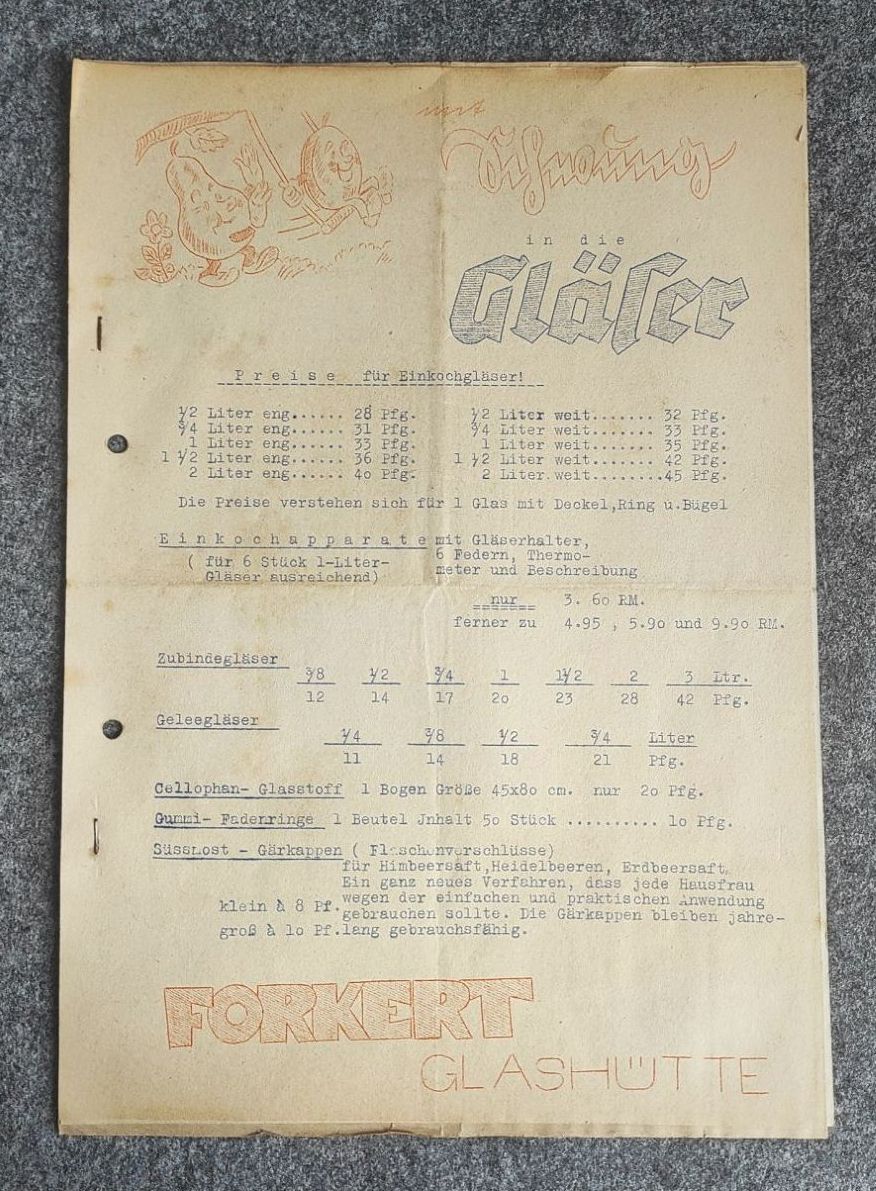 mit
Schwung
in die
Gläser
Preise für Einkochgläser!
1/2 Liter eng...... 28 Pfg. 1/2 Liter weit....... 32 Pfg.
3/4 Liter eng...... 31 Pfg. 3/4 Liter weit....... 33 Pfg.
1 Liter eng...... 33 Pfg. 1 Liter weit....... 35 Pfg.
1 1/2 Liter eng...... 36 Pfg. 1 1/2 Liter weit....... 42 Pfg.
2 Liter eng...... 4o Pfg. 2 Liter.weit........45 Pfg.
Die Preise verstehen sich für 1 Glas mit Deckel,Ring u.Bügel
Einkochapparate mit Gläserhalter,
6 Federn, Thermo-
( für 6 Stück 1-Liter-
meter und Beschreibung
Gläser ausreichend)
nur 3. 6o RM.
ferner zu 4.95 , 5.9o und 9.9o RM.
Zubindegläser
3/8 1/2 3/4 1 11/2 2 3 Ltr.
12 14 17 2o 23 28 42 Pfg.
Geleegläser
1/4 3/8 1/2 3/4 Liter
11 14 18 21 Pfg.
Cellophan- Glasstoff 1 Bogen Größe 45x8o cm. nur 2o Pfg.
Gummi- Fadenringe 1 Beutel Jnhalt 5o Stück .......... 1o Pfg.
Süssmost - Gärkappen ( Flaschenverschlüsse)
für Himbeersaft,Heidelbeeren, Erdbeersaft
Ein ganz neues Verfahren, dass jede Hausfrau
wegen der einfachen und praktischen Anwendung
klein à 8 Pf. gebrauchen sollte. Die Gärkappen bleiben jahre-
groß à 1o Pf. lang gebrauchsfähig.
FORKERT
GLASHÜTTE